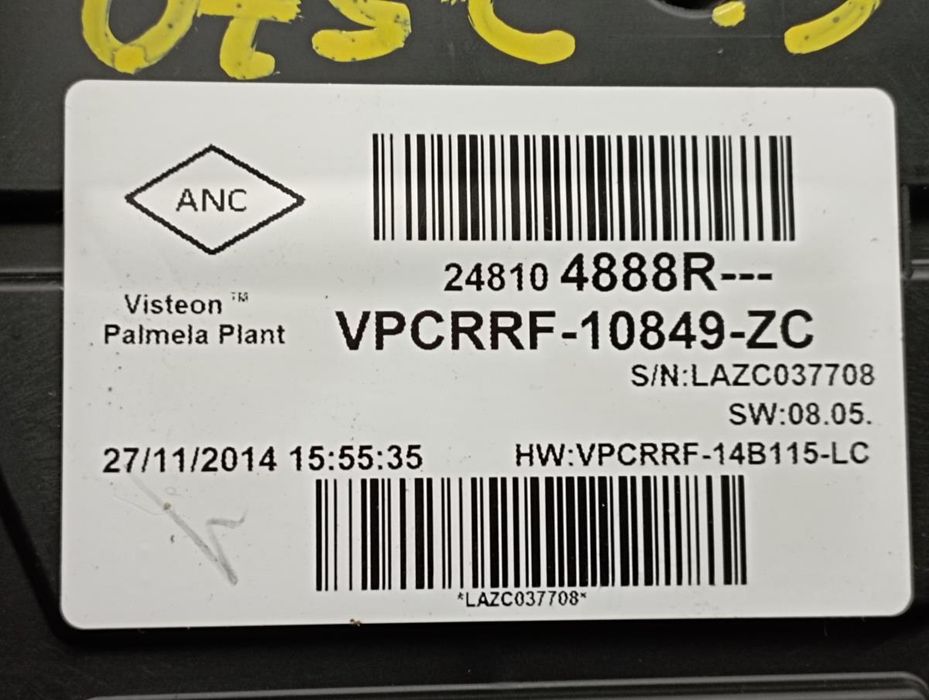 ANC
24810 4888R---
Visteon™
Palmela Plant
VPCRRF-10849-ZC
S/N:LAZC037708
SW:08.05.
27/11/2014 15:55:35
HW:VPCRRF-14B115-LC
*LAZC037708*